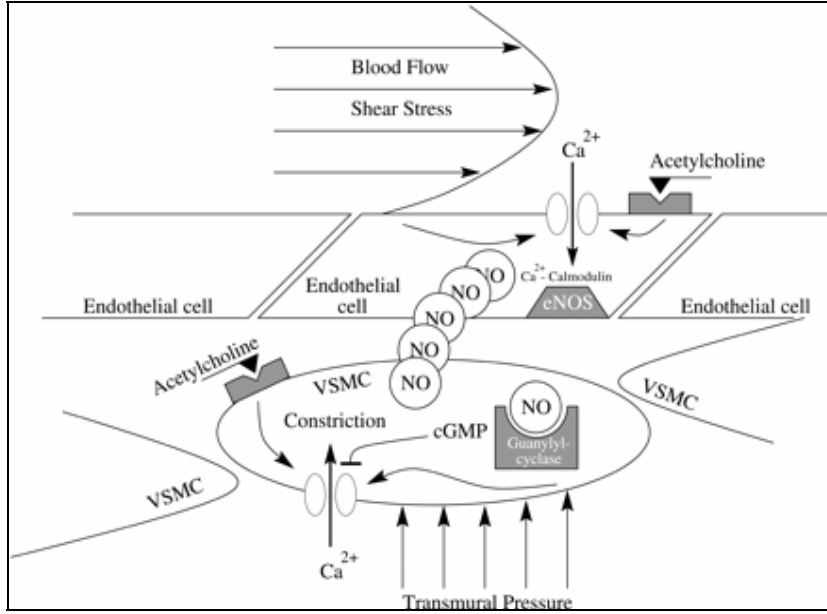 Blood Flow
Shear Stress
Ca2+
Acetylcholine
Endothelial cell
Endothelial
cell
NO
NO
NO
NO
NO
Ca2+- Calmodulin
eNOS
Endothelial cell
Acetylcholine
VSMC
VSMC
Constriction
cGMP
NO
Guanylyl-
cyclase
VSMC
Ca2+
Transmural Pressure